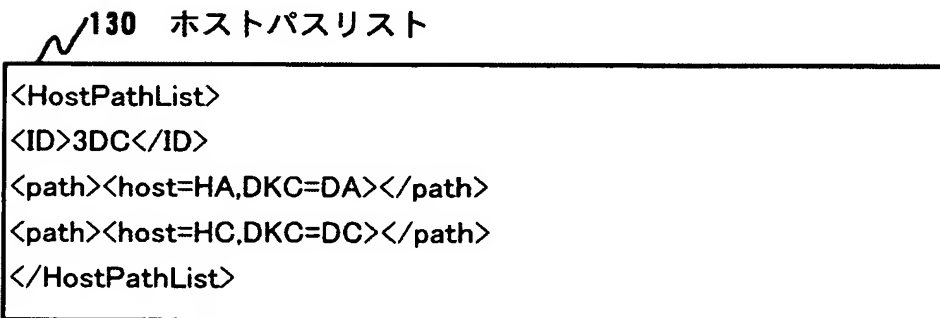 130 ホストパスリスト
<HostPathList>
<ID>3DC</ID>
<path><host=HA,DKC=DA></path>
<path><host=HC,DKC=DC></path>
</HostPathList>